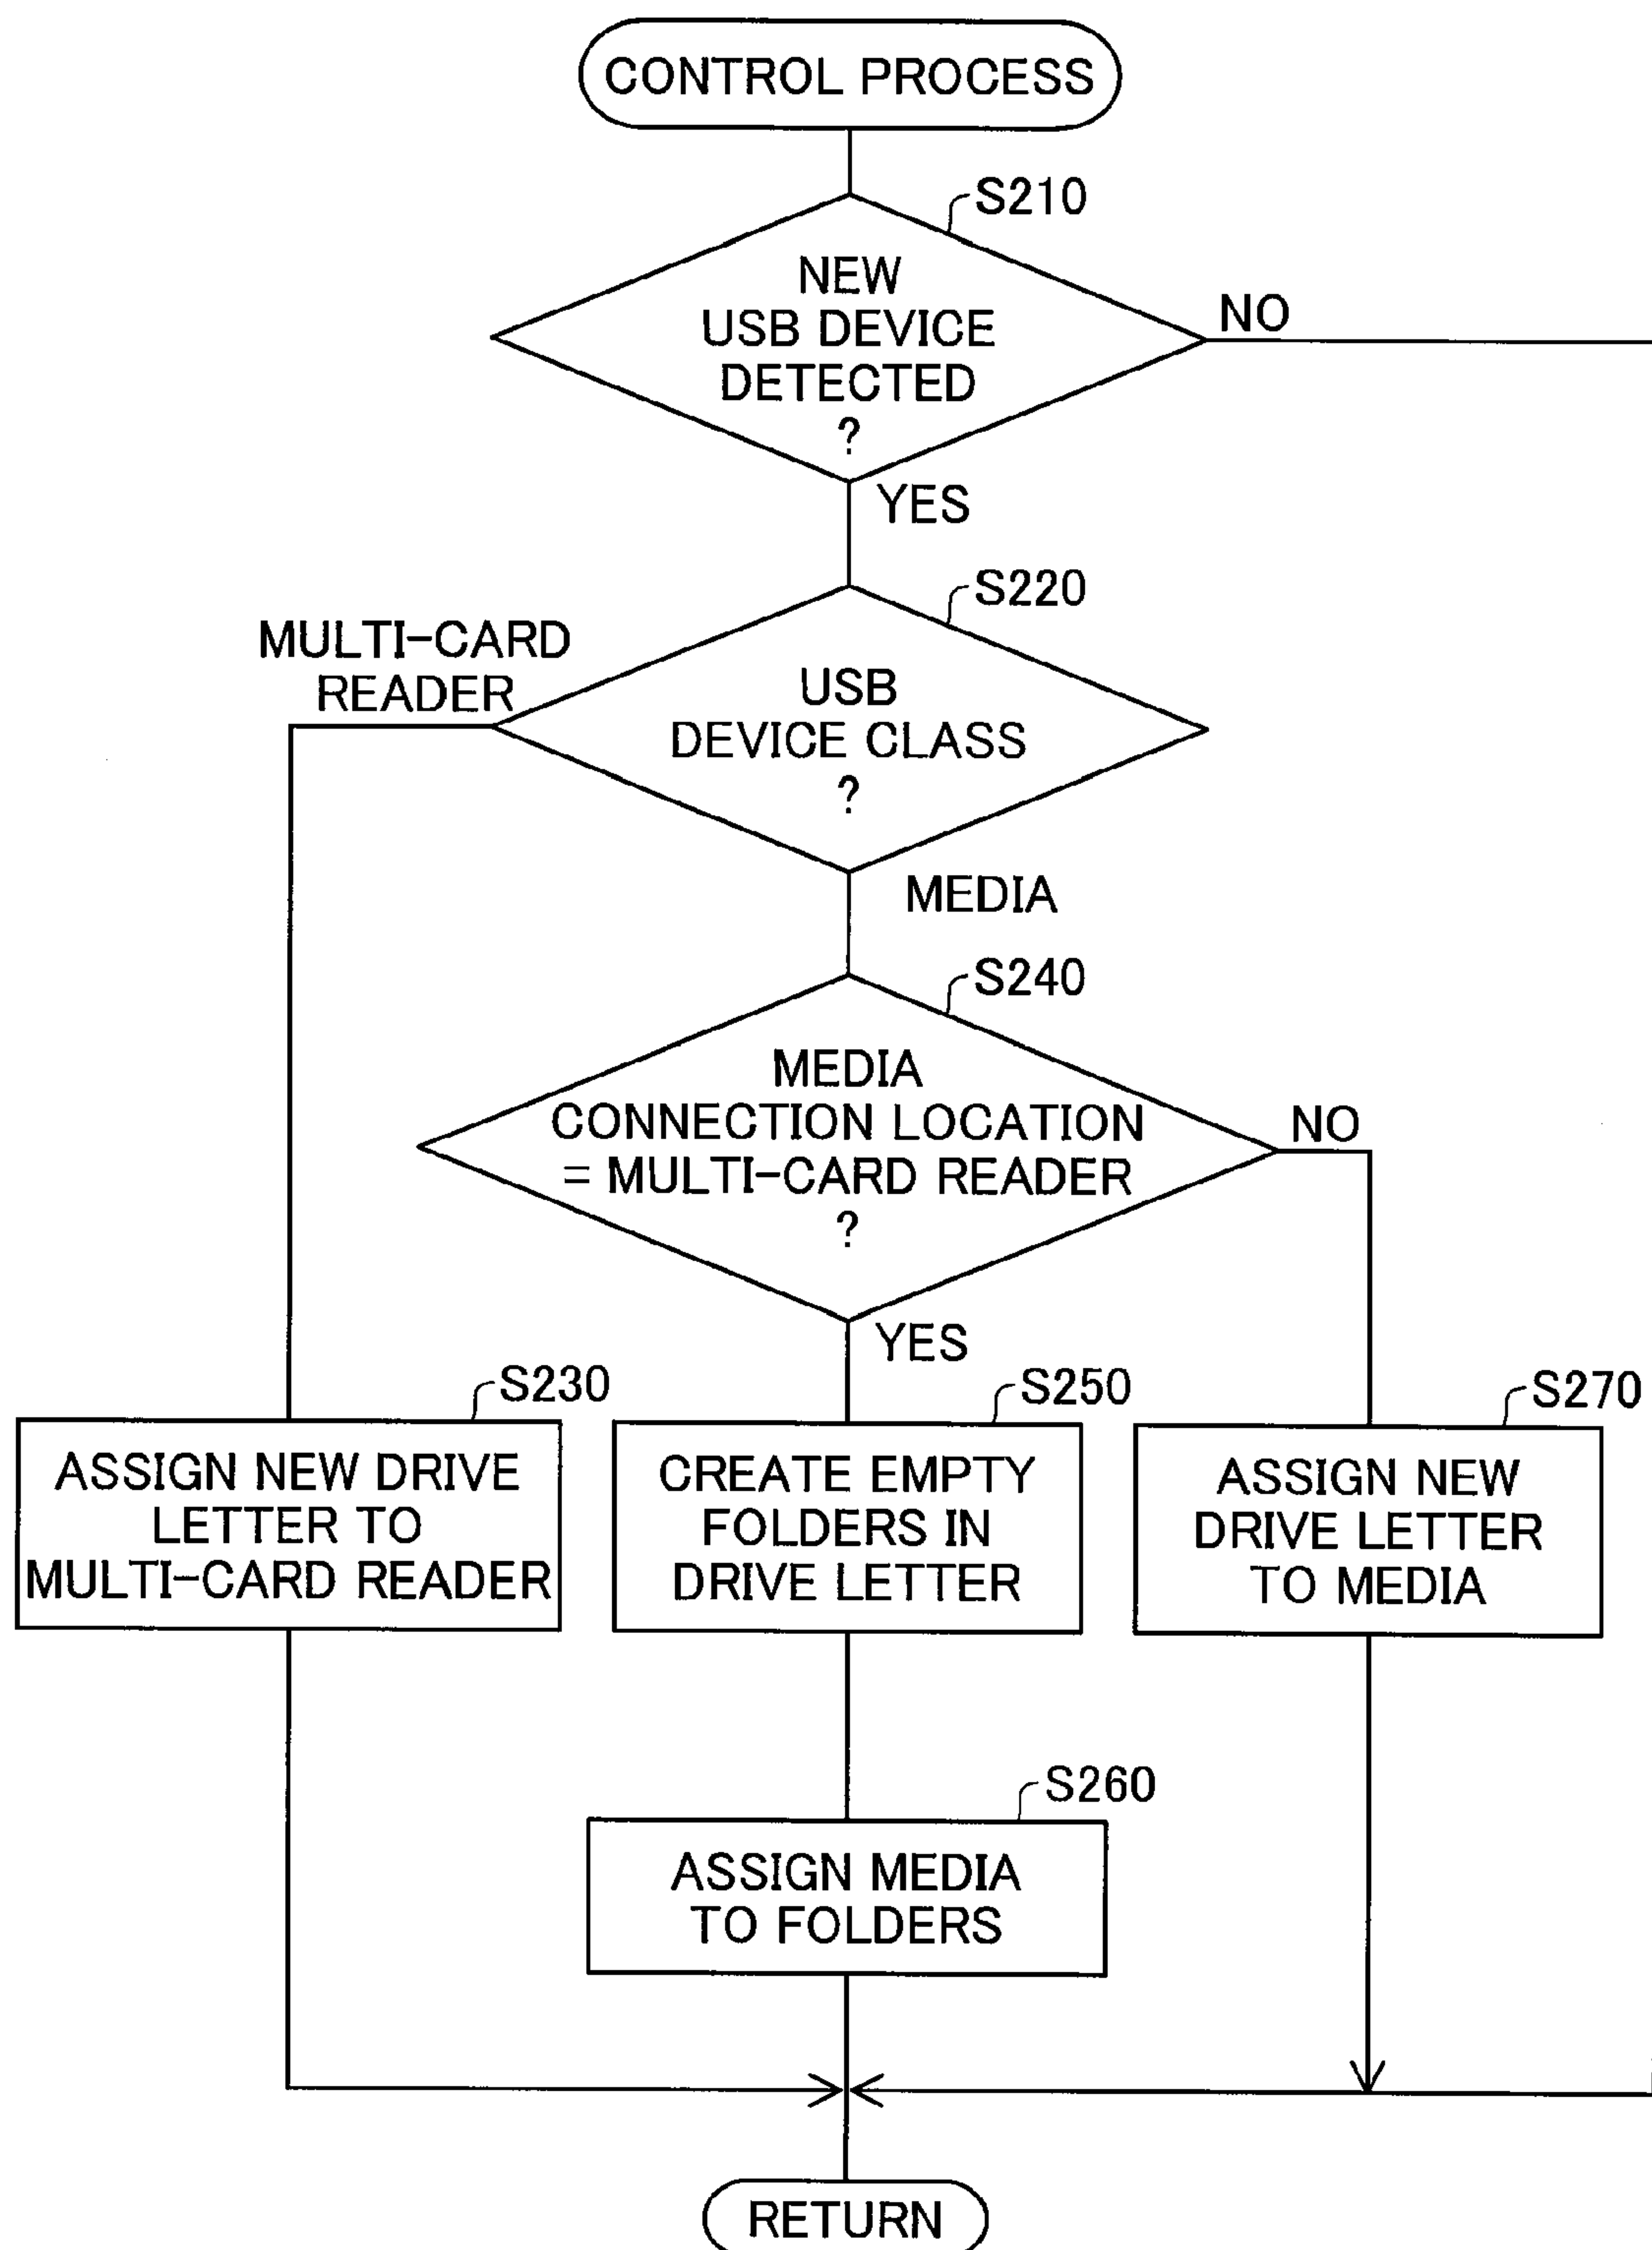 CONTROL PROCESS
S210
NEW
USB DEVICE
DETECTED
?
NO
YES
S220
MULTI-CARD
READER
USB
DEVICE CLASS
?
MEDIA
S240
MEDIA
CONNECTION LOCATION
= MULTI-CARD READER
?
NO
YES
S230
ASSIGN NEW DRIVE
LETTER TO
MULTI-CARD READER
S250
CREATE EMPTY
FOLDERS IN
DRIVE LETTER
S270
ASSIGN NEW
DRIVE LETTER
TO MEDIA
S260
ASSIGN MEDIA
TO FOLDERS
RETURN